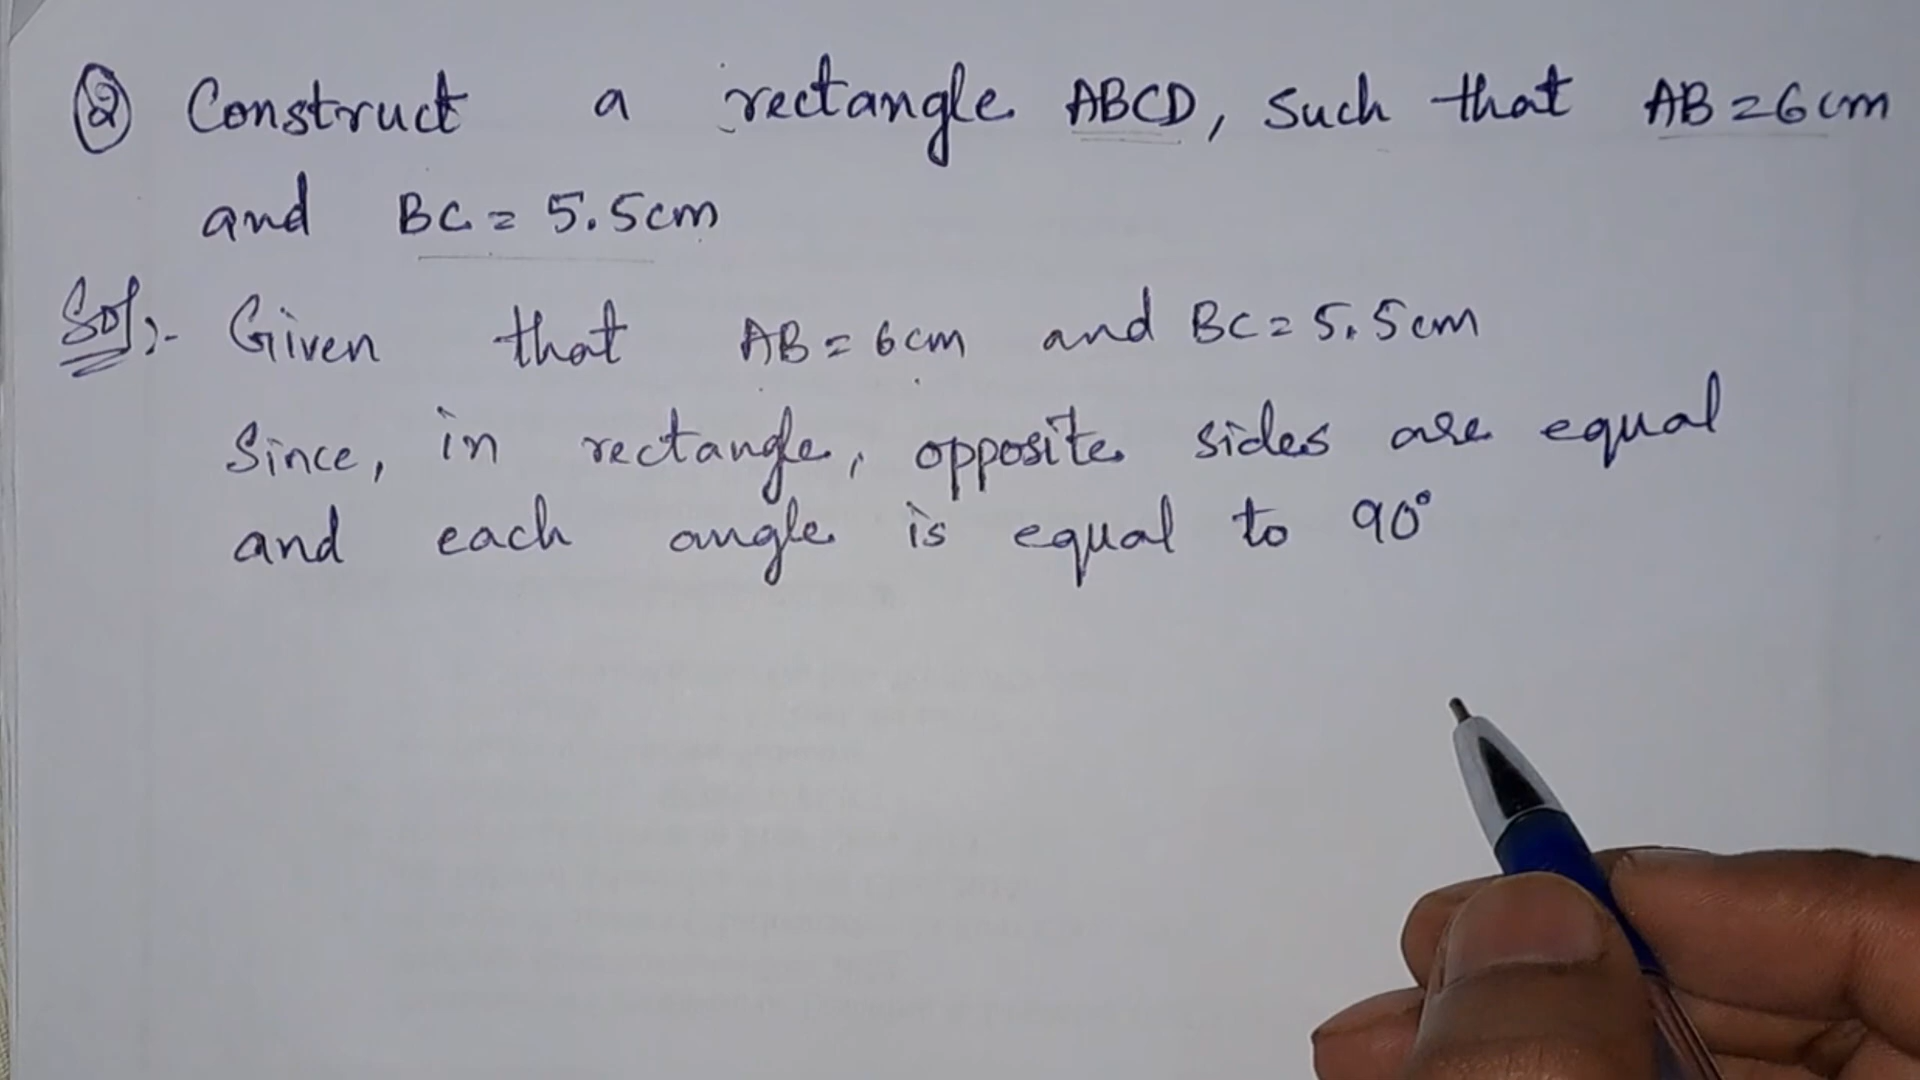 ② Construct a rectangle ABCD, such that AB=6cm
and BC = 5.5cm
Sol:- Given that AB = 6cm and BC = 5.5cm
Since, in rectangle, opposite sides are equal
and each angle is equal to 90°